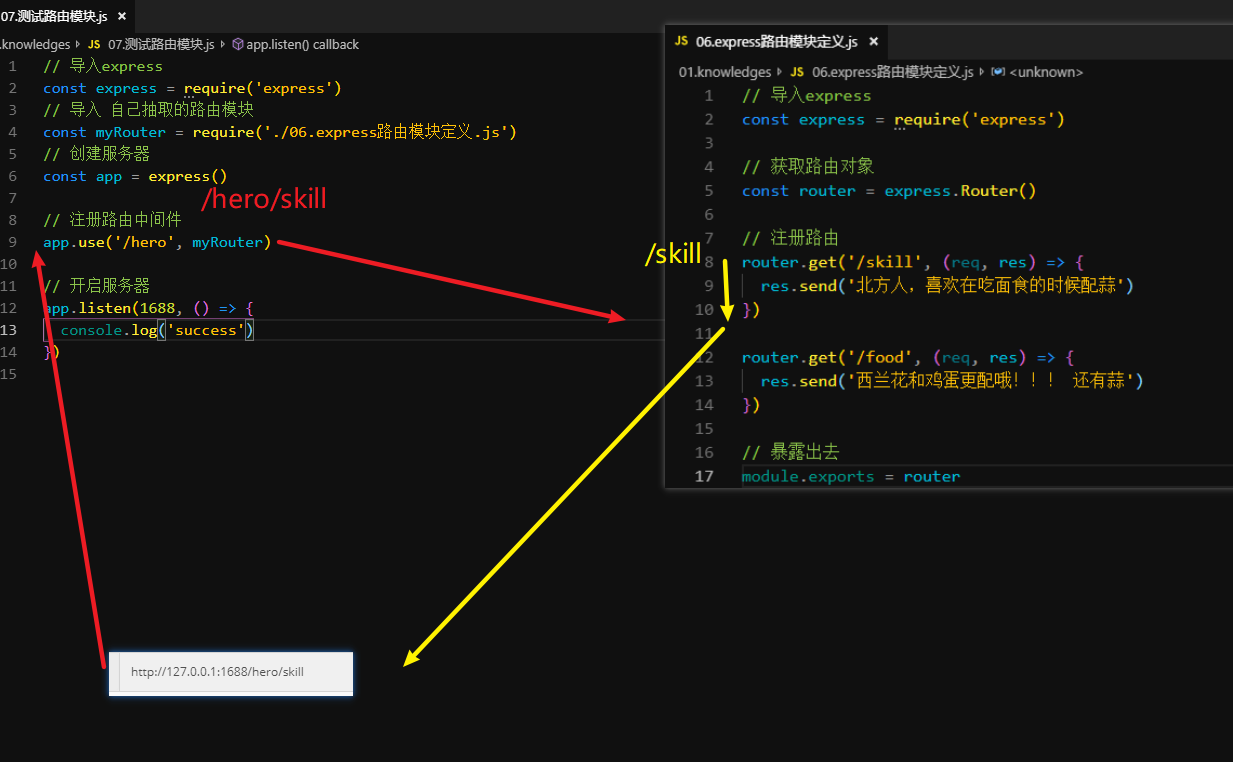 07.测试路由模块.js ×
.knowledges › JS 07.测试路由模块.js › app.listen() callback
1 // 导入express
2 const express = require('express')
3 // 导入 自己抽取的路由模块
4 const myRouter = require('./06.express路由模块定义.js')
5 // 创建服务器
6 const app = express()
7
/hero/skill
8 // 注册路由中间件
9 app.use('/hero', myRouter)
10
11 // 开启服务器
12 app.listen(1688, () => {
13 console.log('success')
14 })
15
JS 06.express路由模块定义.js ×
01.knowledges › JS 06.express路由模块定义.js › <unknown>
1 // 导入express
2 const express = require('express')
3
4 // 获取路由对象
5 const router = express.Router()
6
7 // 注册路由
/skill
8 router.get('/skill', (req, res) => {
9 res.send('北方人，喜欢在吃面食的时候配蒜')
10 })
11
12 router.get('/food', (req, res) => {
13 res.send('西兰花和鸡蛋更配哦！！！ 还有蒜')
14 })
15
16 // 暴露出去
17 module.exports = router
http://127.0.0.1:1688/hero/skill